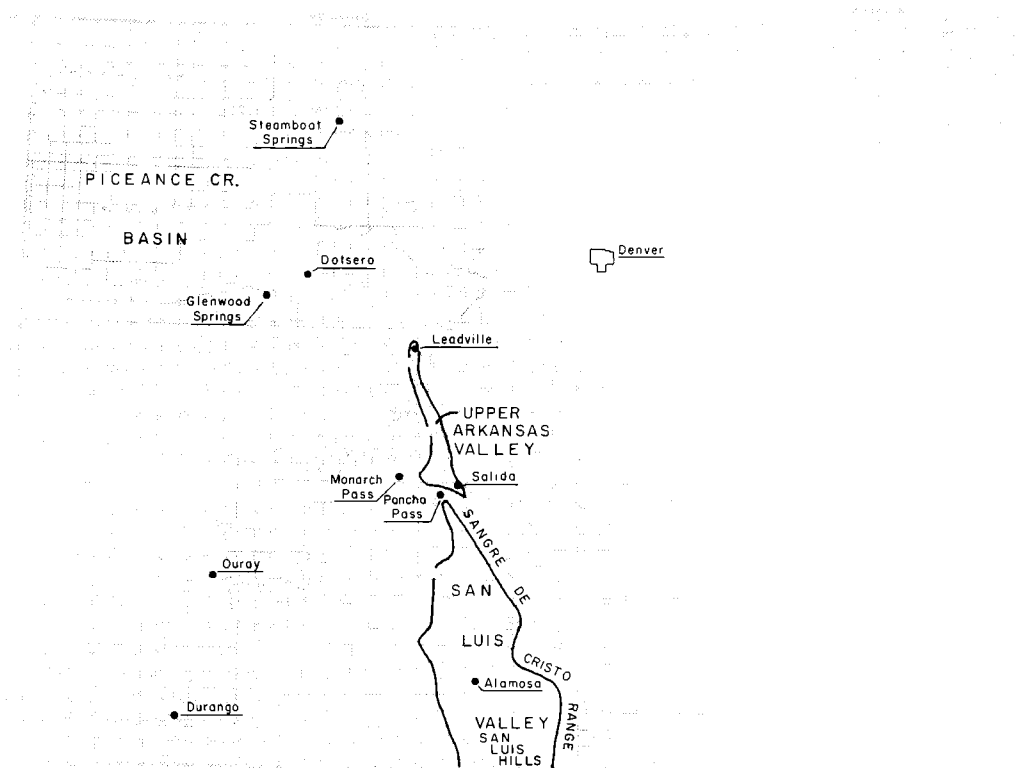 Steamboat
Springs
PICEANCE CR.
BASIN
Denver
Dotsero
Glenwood
Springs
Leadville
UPPER
ARKANSAS
VALLEY
Monarch
Pass
Salida
Poncha
Pass
SANGRE DE CRISTO RANGE
Ouray
SAN
LUIS
Alamosa
Durango
VALLEY
SAN
LUIS
HILLS